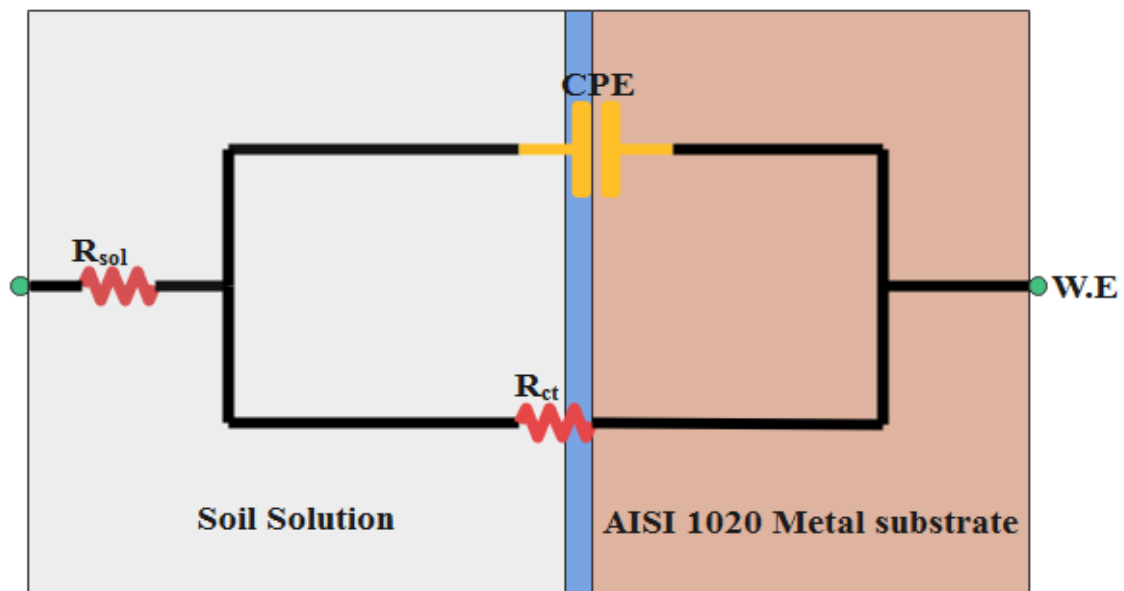 CPE
Rsol
W.E
Rct
Soil Solution
AISI 1020 Metal substrate